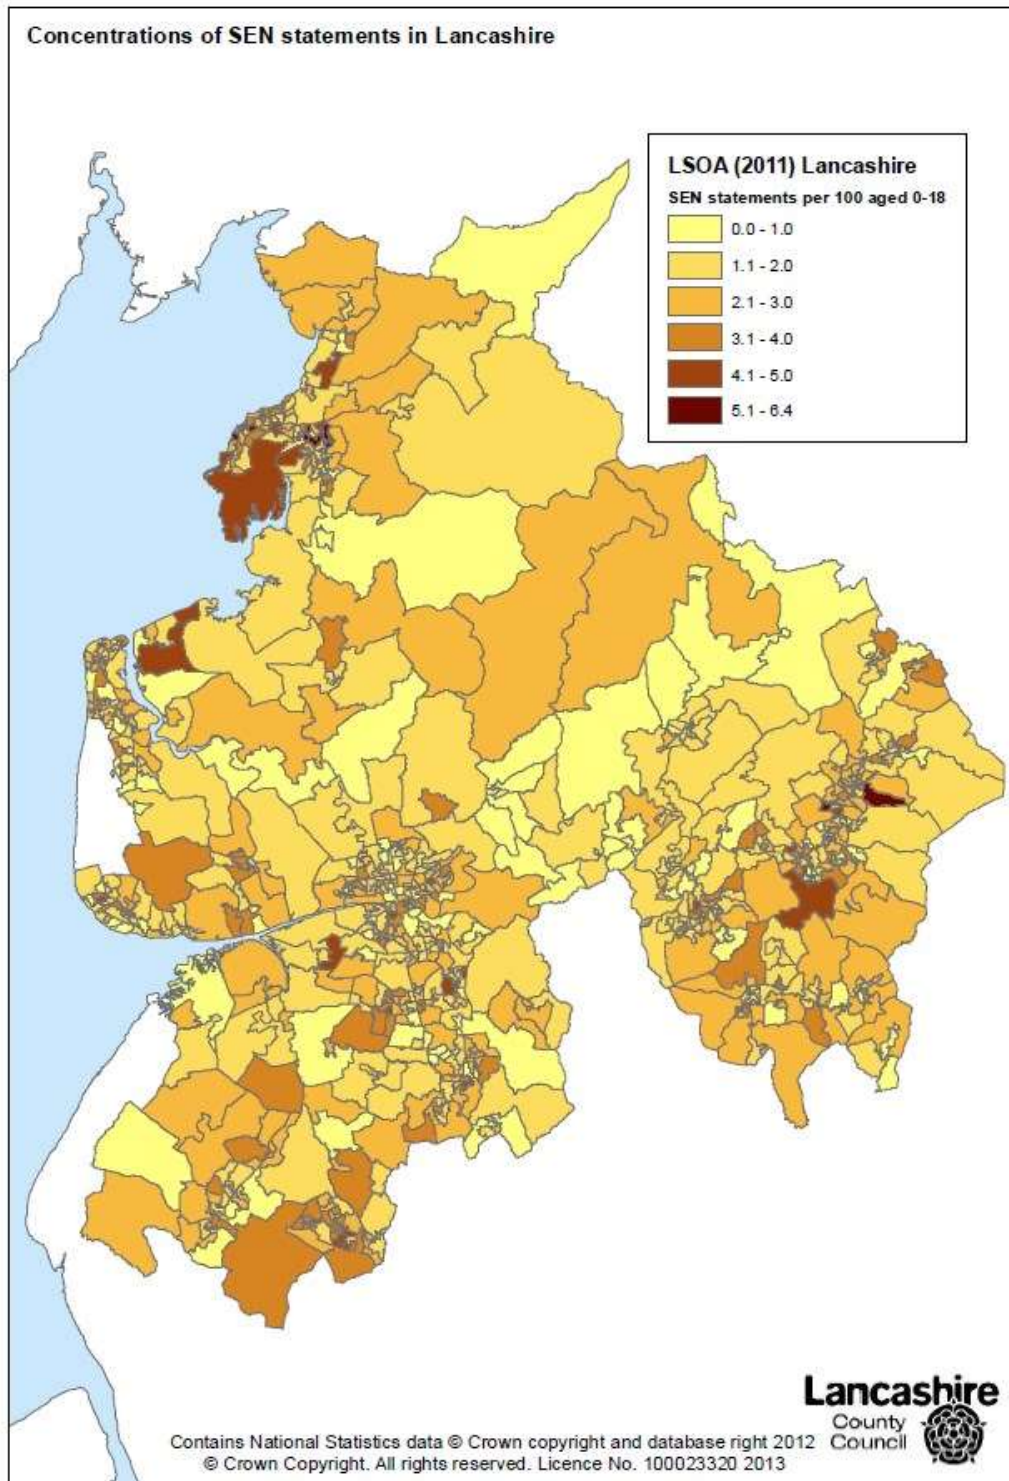 Concentrations of SEN statements in Lancashire
LSOA (2011) Lancashire
SEN statements per 100 aged 0-18
0.0 - 1.0
1.1 - 2.0
2.1 - 3.0
3.1 - 4.0
4.1 - 5.0
5.1 - 6.4
Lancashire
County
Council
Contains National Statistics data © Crown copyright and database right 2012
© Crown Copyright. All rights reserved. Licence No. 100023320 2013